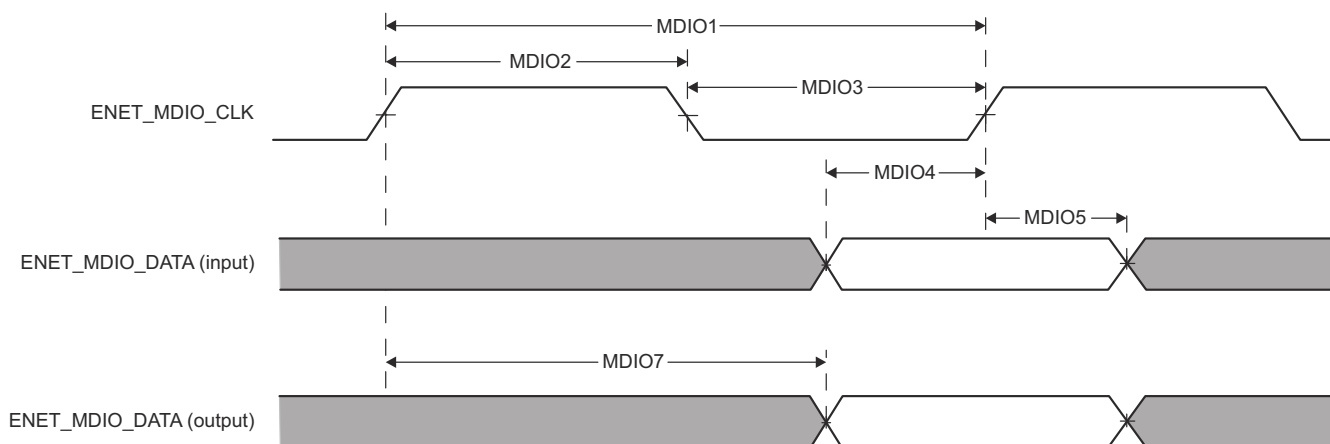 MDIO1
MDIO2
MDIO3
ENET_MDIO_CLK
MDIO4
MDIO5
ENET_MDIO_DATA (input)
MDIO7
ENET_MDIO_DATA (output)